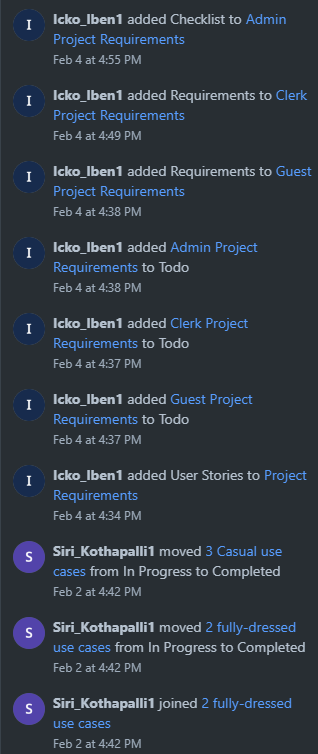 I
Icko_Iben1 added Checklist to Admin
Project Requirements
Feb 4 at 4:55 PM
I
Icko_Iben1 added Requirements to Clerk
Project Requirements
Feb 4 at 4:49 PM
I
Icko_Iben1 added Requirements to Guest
Project Requirements
Feb 4 at 4:38 PM
I
Icko_Iben1 added Admin Project
Requirements to Todo
Feb 4 at 4:38 PM
I
Icko_Iben1 added Clerk Project
Requirements to Todo
Feb 4 at 4:37 PM
I
Icko_Iben1 added Guest Project
Requirements to Todo
Feb 4 at 4:37 PM
I
Icko_Iben1 added User Stories to Project
Requirements
Feb 4 at 4:34 PM
S
Siri_Kothapalli1 moved 3 Casual use
cases from In Progress to Completed
Feb 2 at 4:42 PM
S
Siri_Kothapalli1 moved 2 fully-dressed
use cases from In Progress to Completed
Feb 2 at 4:42 PM
S
Siri_Kothapalli1 joined 2 fully-dressed
use cases
Feb 2 at 4:42 PM